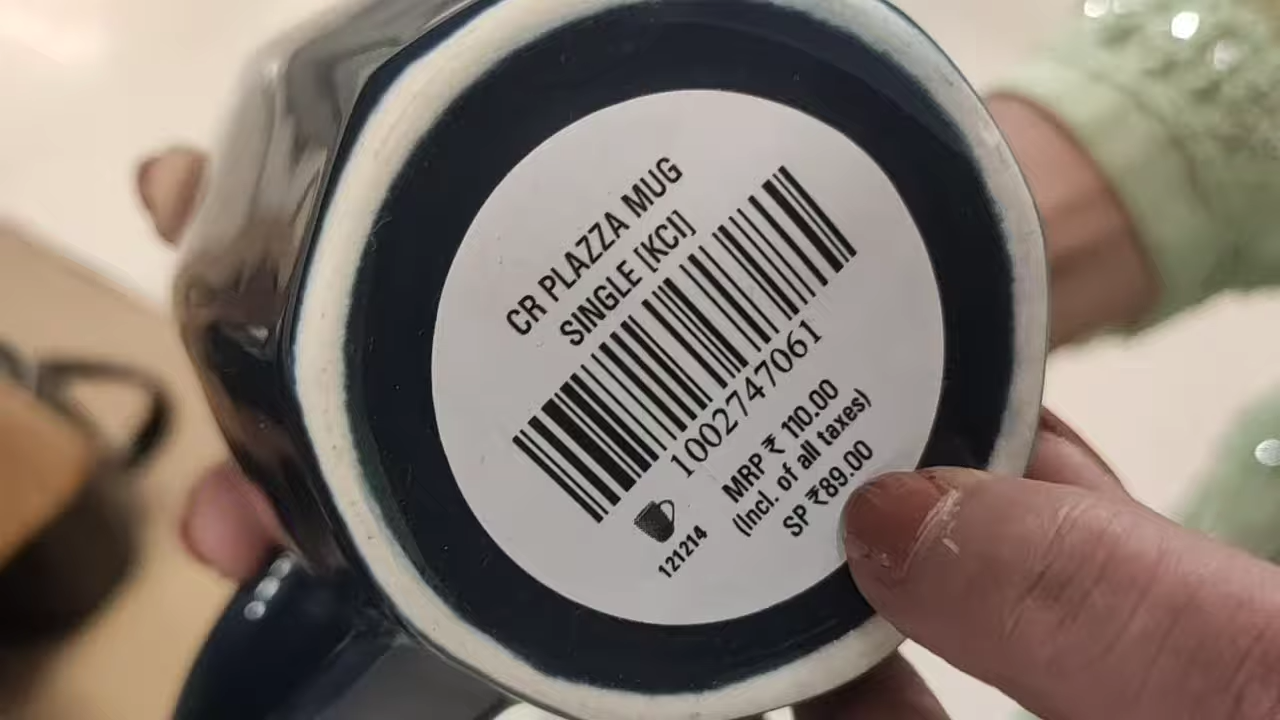 CR PLAZZA MUG
SINGLE [KCI]
1002747061
MRP ₹ 110.00
(Incl. of all taxes)
SP ₹89.00
121214